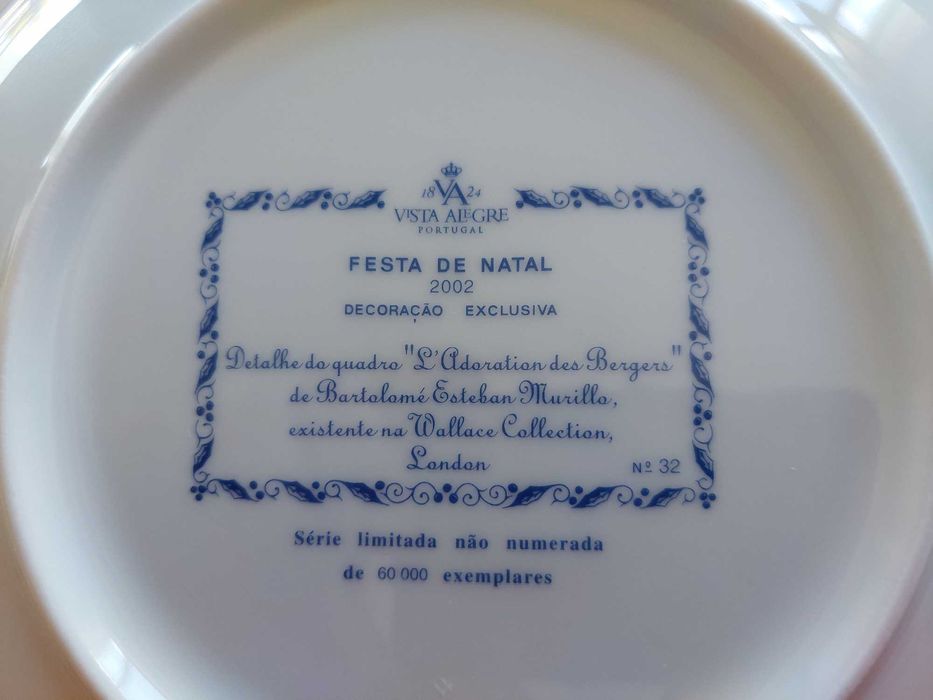 18 VA 24
VISTA ALEGRE
PORTUGAL
FESTA DE NATAL
2002
DECORAÇÃO EXCLUSIVA
Detalhe do quadro "L'Adoration des Bergers"
de Bartolomé Esteban Murillo,
existente na Wallace Collection,
London
Nº 32
Série limitada não numerada
de 60 000 exemplares